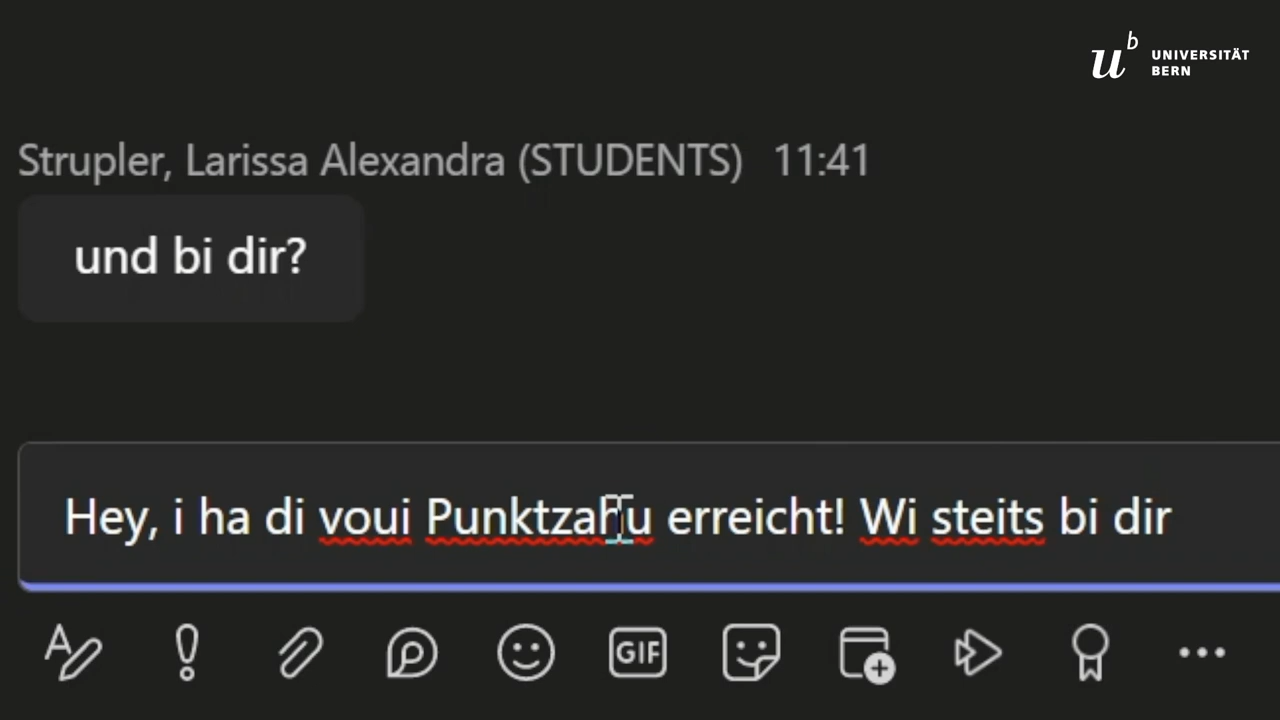 u^b UNIVERSITÄT
BERN
Strupler, Larissa Alexandra (STUDENTS) 11:41
und bi dir?
Hey, i ha di voui Punktzahu erreicht! Wi steits bi dir
GIF